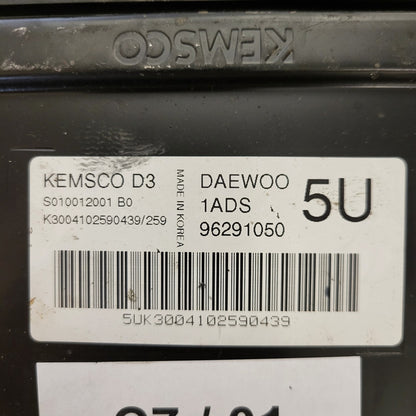 KEMSCO
KEMSCO D3
S010012001 B0
K3004102590439/259
MADE IN KOREA
DAEWOO
1ADS
96291050
5U
5UK3004102590439